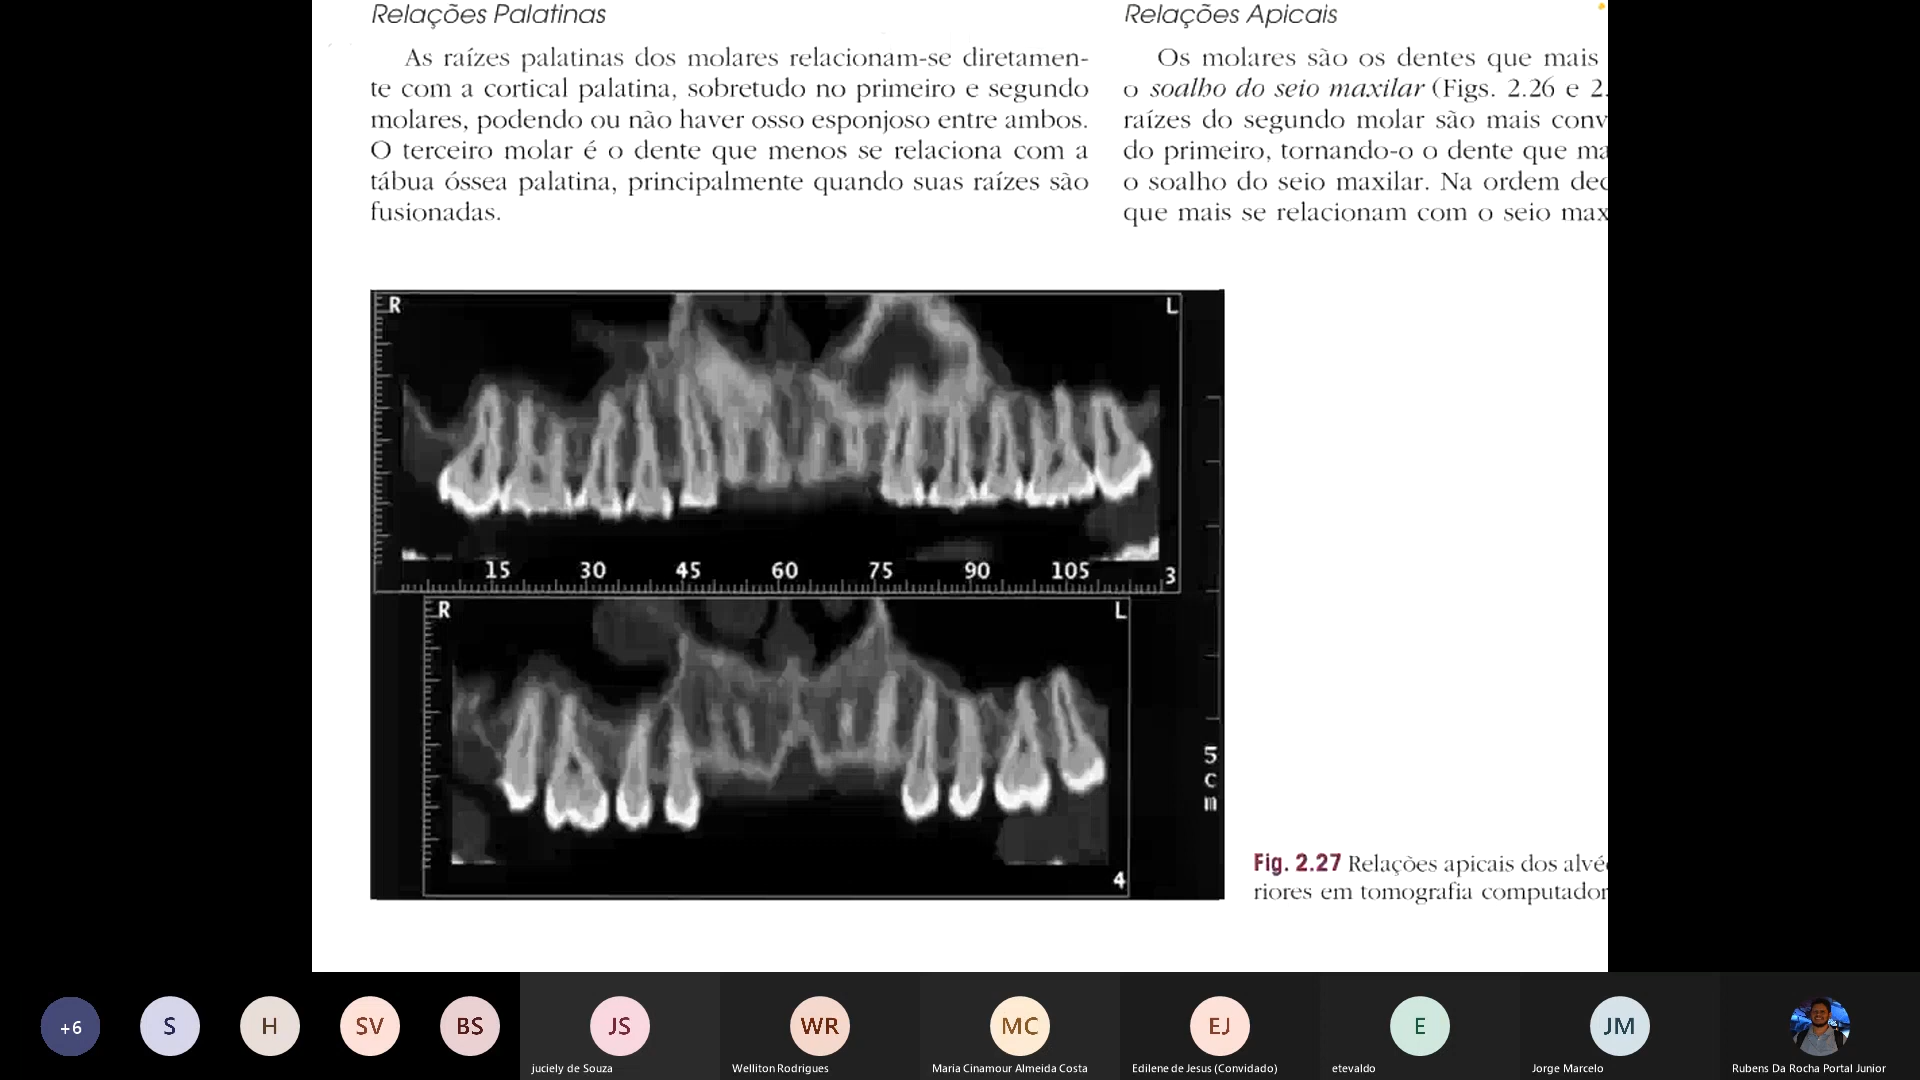 Relações Palatinas
As raízes palatinas dos molares relacionam-se diretamen-
te com a cortical palatina, sobretudo no primeiro e segundo
molares, podendo ou não haver osso esponjoso entre ambos.
O terceiro molar é o dente que menos se relaciona com a
tábua óssea palatina, principalmente quando suas raízes são
fusionadas.
Relações Apicais
Os molares são os dentes que mais
o soalho do seio maxilar (Figs. 2.26 e 2.
raízes do segundo molar são mais conv
do primeiro, tornando-o o dente que ma
o soalho do seio maxilar. Na ordem dec
que mais se relacionam com o seio max
R L
15 30 45 60 75 90 105 3
R L
4
5
c
m
Fig. 2.27 Relações apicais dos alvé
riores em tomografia computador
+6 S H SV BS JS WR MC EJ E JM
juciely de Souza Welliton Rodrigues Maria Cinamour Almeida Costa Edilene de Jesus (Convidado) etevaldo Jorge Marcelo Rubens Da Rocha Portal Junior